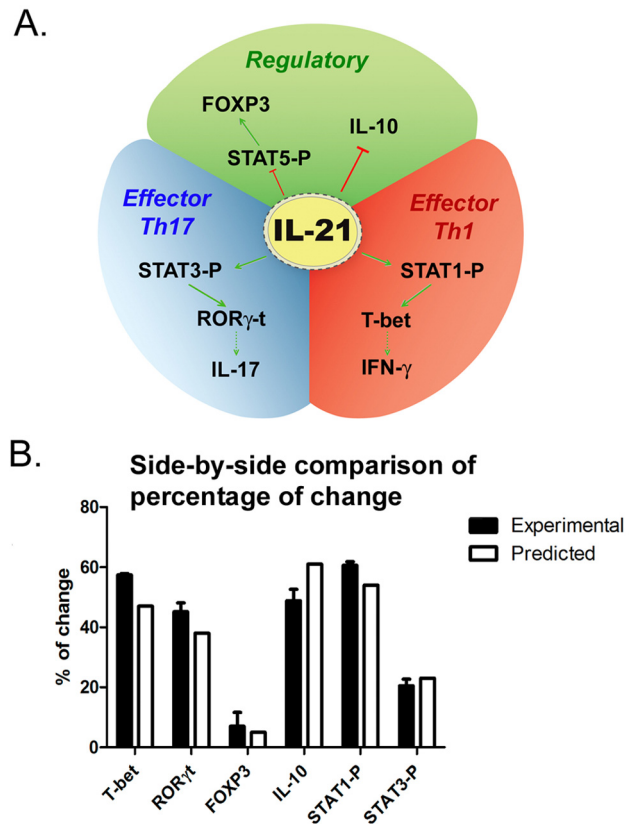 A.
Regulatory
FOXP3
IL-10
STAT5-P
Effector
Th17
Effector
Th1
IL-21
STAT3-P
STAT1-P
RORγ-t
T-bet
IL-17
IFN-γ
B.
Side-by-side comparison of
percentage of change
80
60
40
20
0
% of change
Experimental
Predicted
T-bet
RORγt
FOXP3
IL-10
STAT1-P
STAT3-P